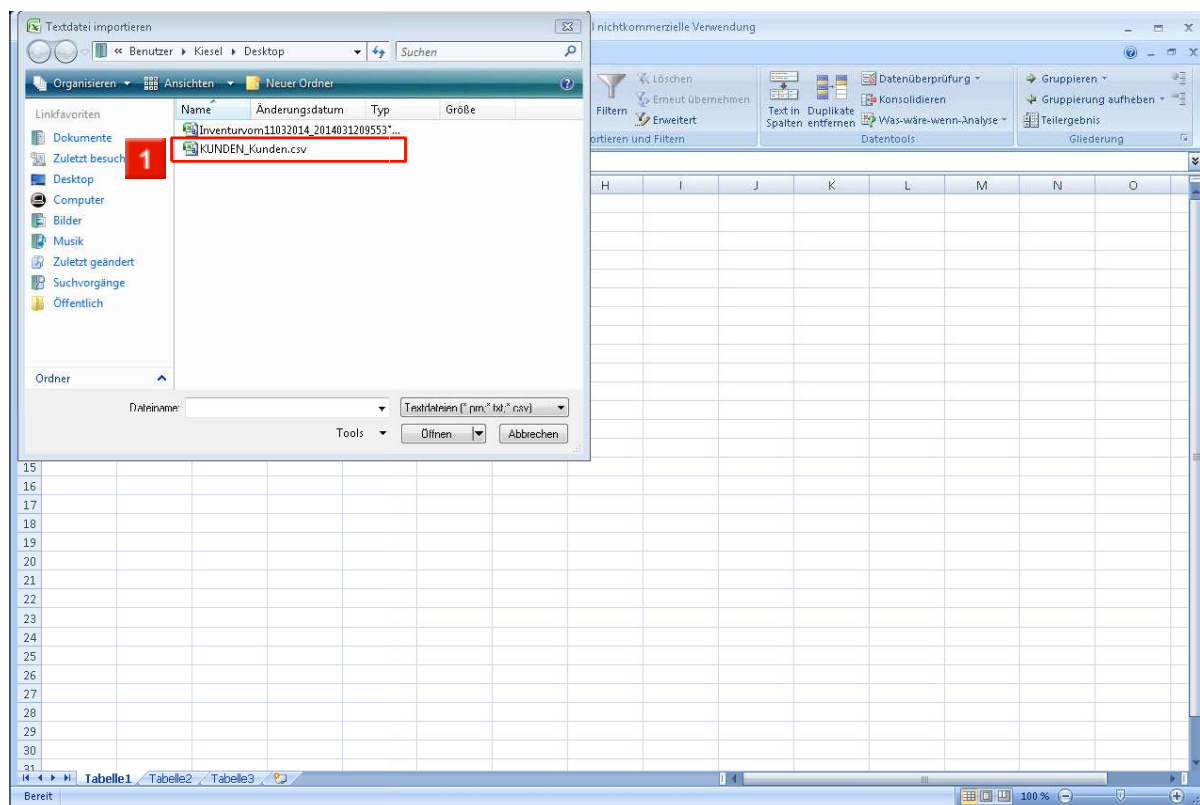 Textdatei importieren
l nichtkommerzielle Verwendung
« Benutzer ▸ Kiesel ▸ Desktop
Suchen
Organisieren
Ansichten
Neuer Ordner
Linkfavoriten
Dokumente
Zuletzt besuch
Desktop
Computer
Bilder
Musik
Zuletzt geändert
Suchvorgänge
Öffentlich
Ordner
Name Änderungsdatum Typ Größe
Inventurvom11032014_2014031209553"...
KUNDEN_Kunden.csv
1
Dateiname:
Textdateien (*.prn;*.txt;*.csv)
Tools
Öffnen
Abbrechen
Filtern
Löschen
Erneut übernehmen
Erweitert
ortieren und Filtern
Text in Spalten
Duplikate entfernen
Datenüberprüfung
Konsolidieren
Was-wäre-wenn-Analyse
Datentools
Gruppieren
Gruppierung aufheben
Teilergebnis
Gliederung
H I J K L M N O
15
16
17
18
19
20
21
22
23
24
25
26
27
28
29
30
31
Tabelle1 Tabelle2 Tabelle3
Bereit
100 %